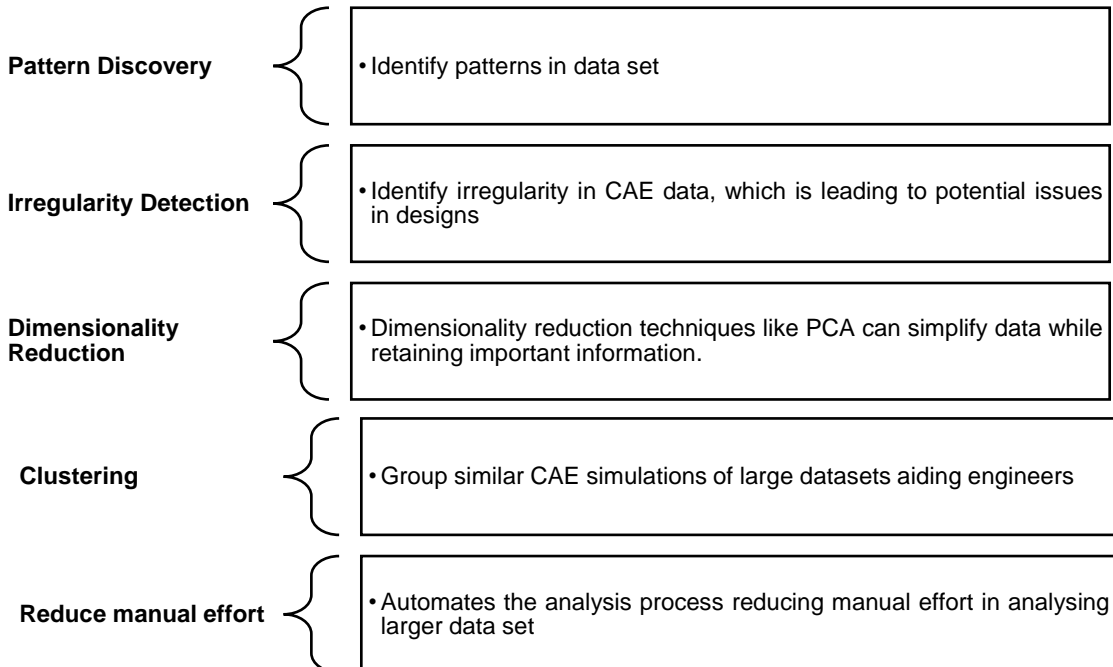 Pattern Discovery
• Identify patterns in data set
Irregularity Detection
• Identify irregularity in CAE data, which is leading to potential issues
in designs
Dimensionality
Reduction
• Dimensionality reduction techniques like PCA can simplify data while
retaining important information.
Clustering
• Group similar CAE simulations of large datasets aiding engineers
Reduce manual effort
• Automates the analysis process reducing manual effort in analysing
larger data set